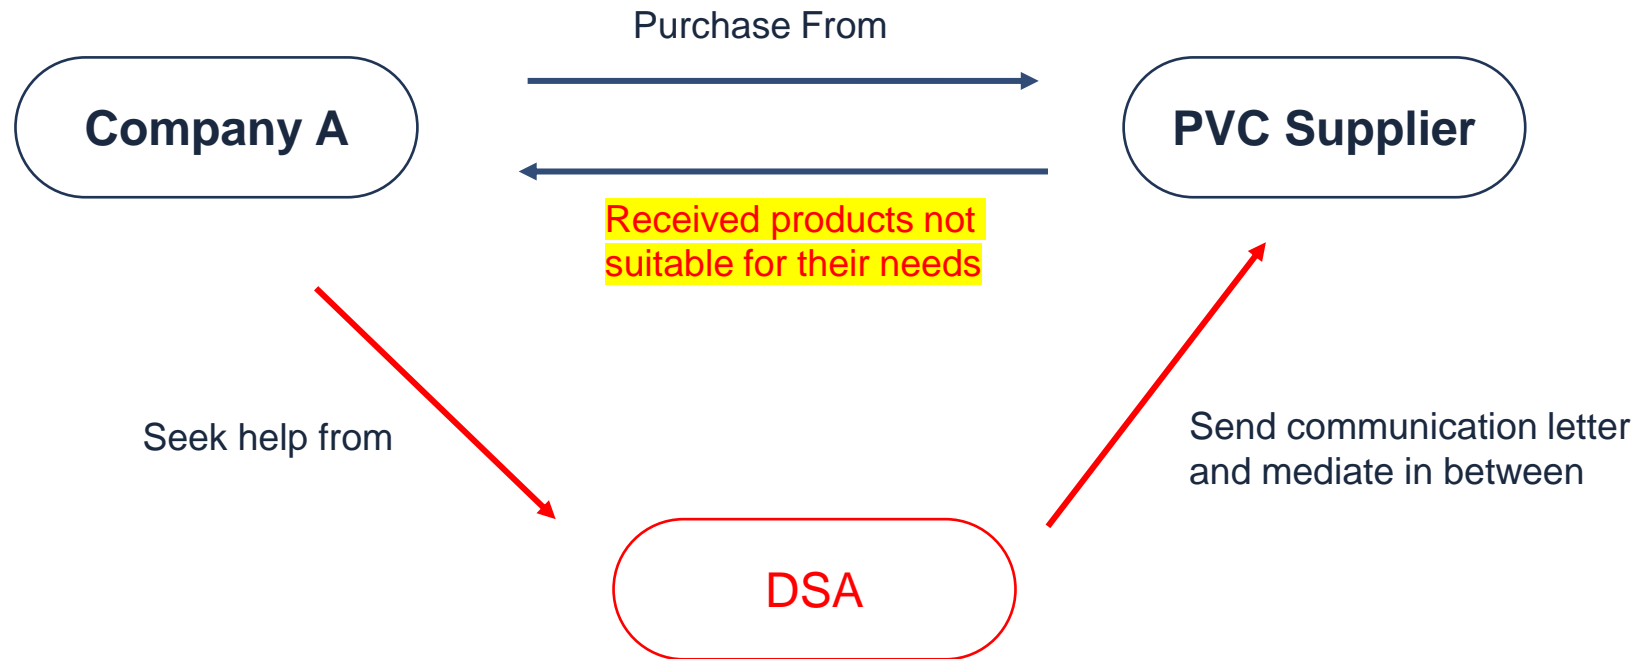 Purchase From
Company A
PVC Supplier
Received products not
suitable for their needs
Seek help from
Send communication letter
and mediate in between
DSA